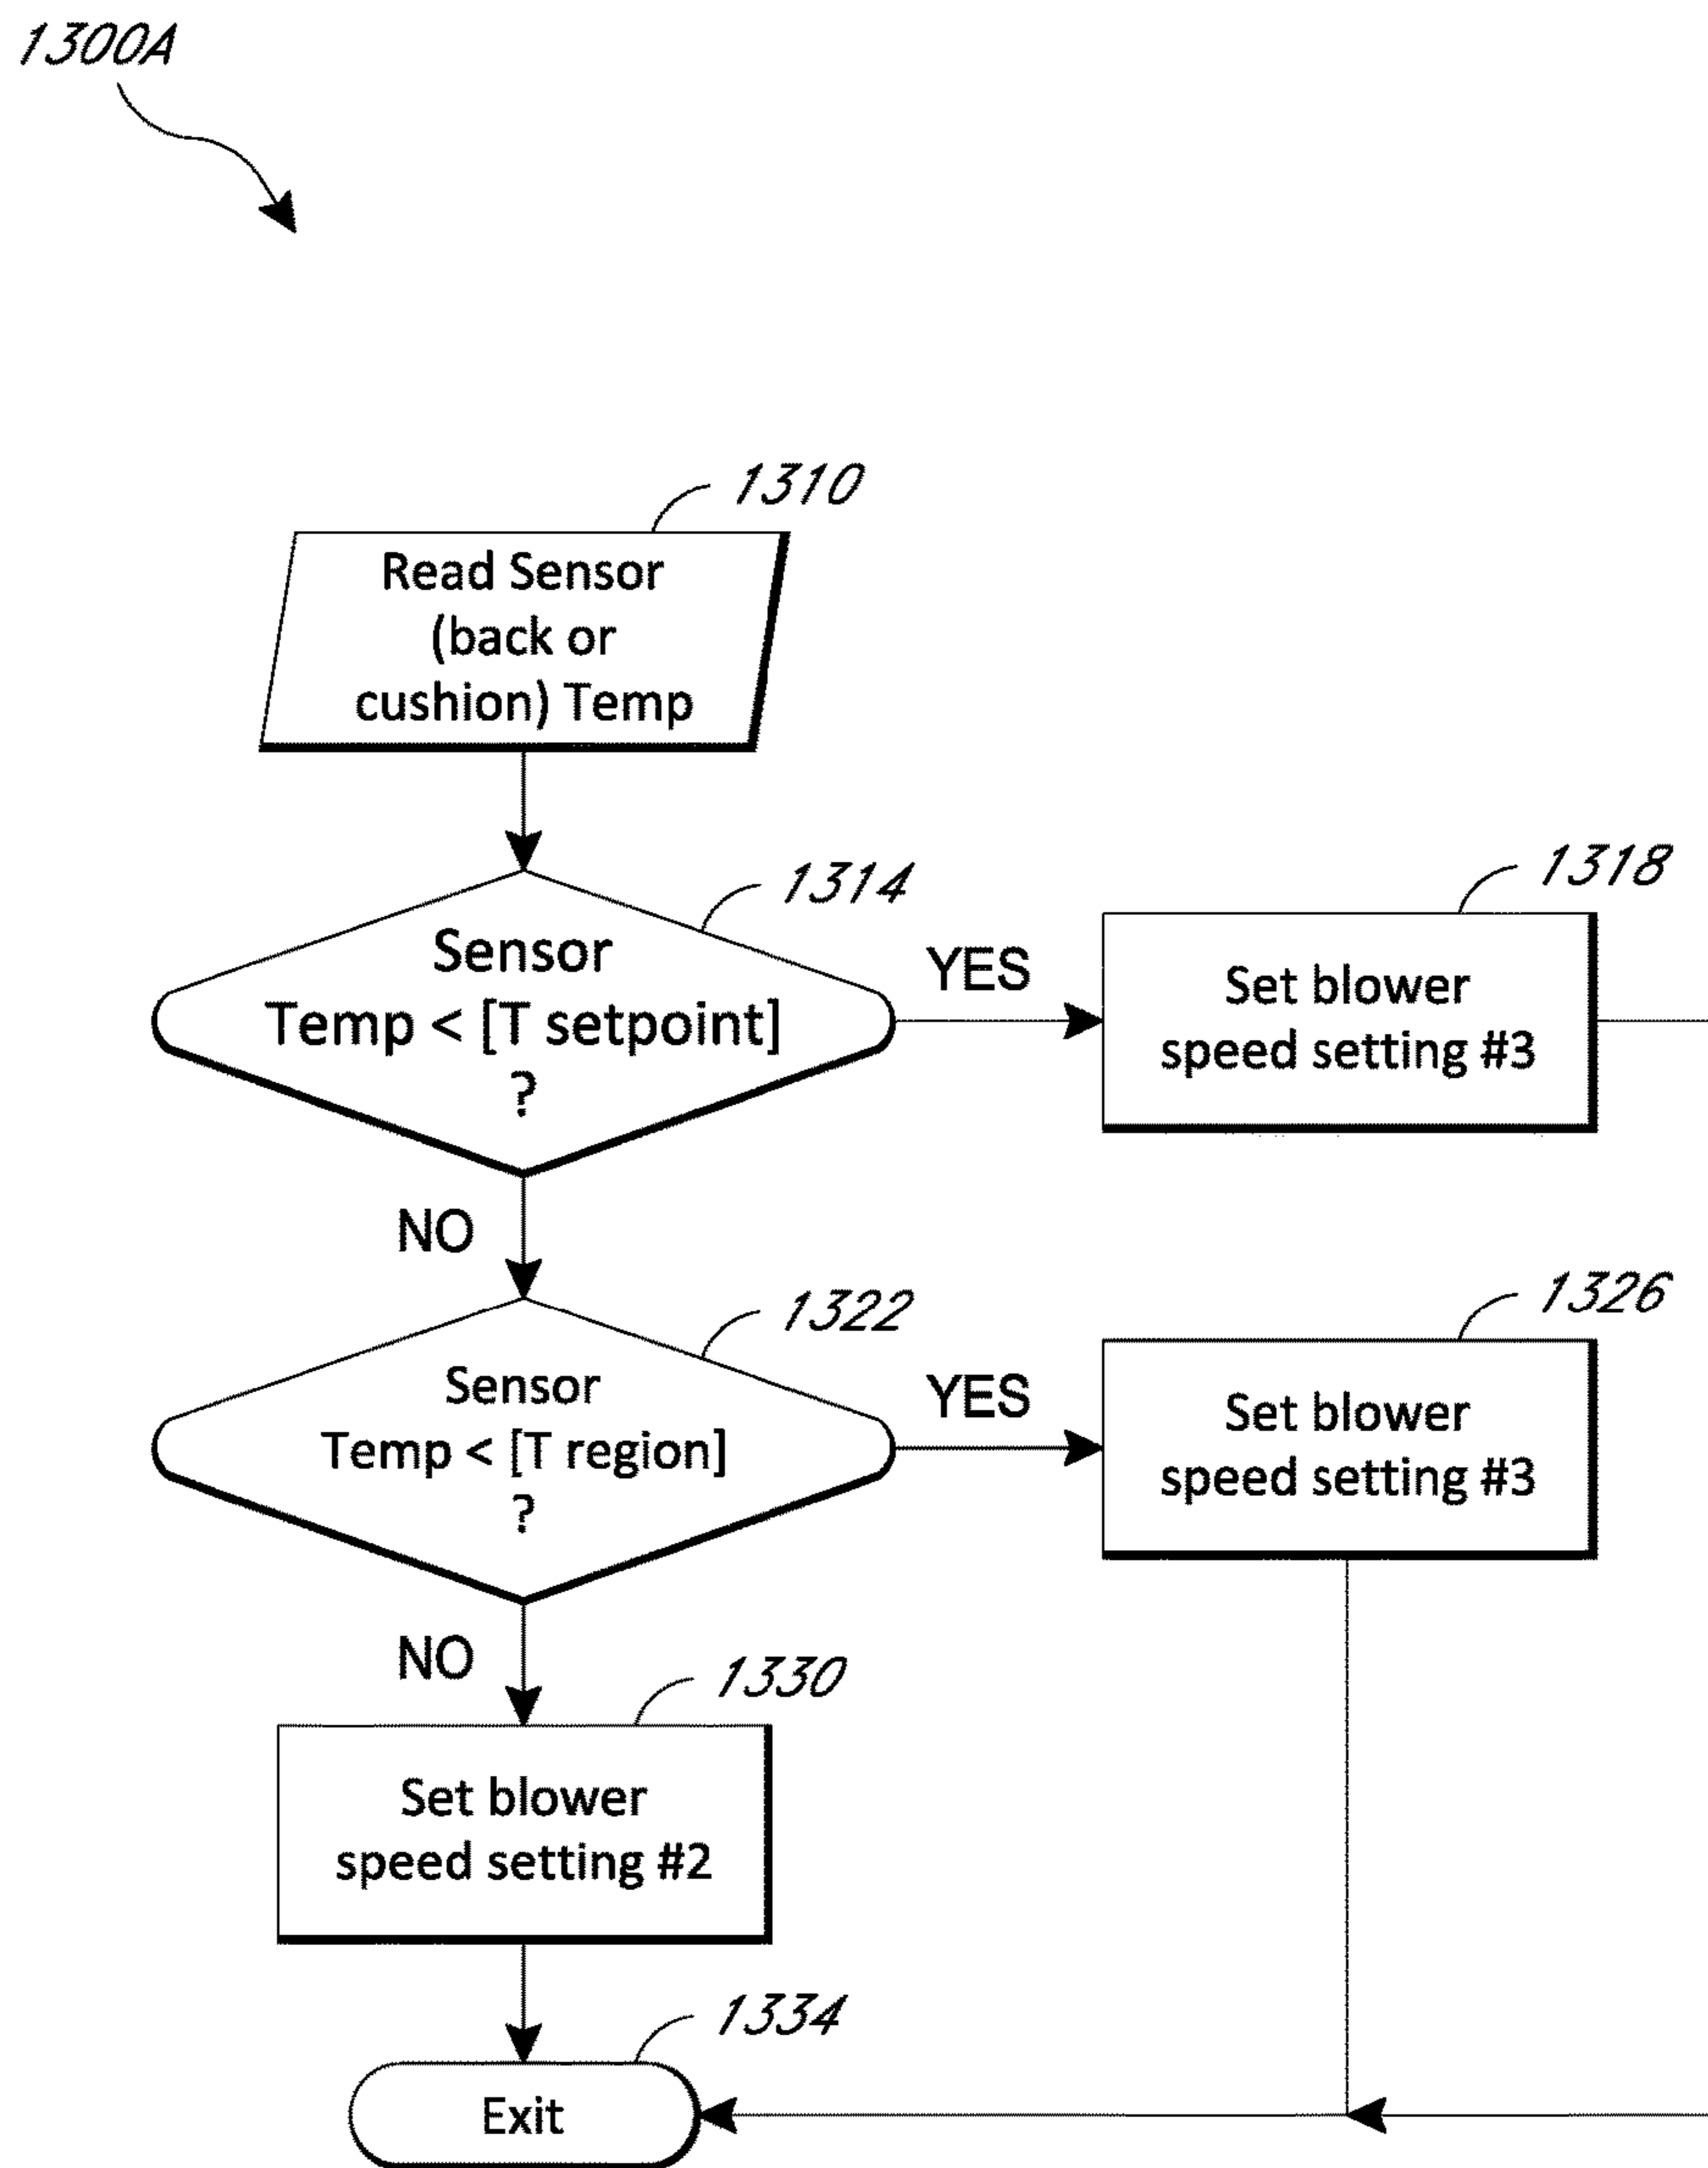 1300A
1310
Read Sensor
(back or
cushion) Temp
1314
Sensor
Temp < [T setpoint]
?
YES
1318
Set blower
speed setting #3
NO
1322
Sensor
Temp < [T region]
?
YES
1326
Set blower
speed setting #3
NO
1330
Set blower
speed setting #2
1334
Exit